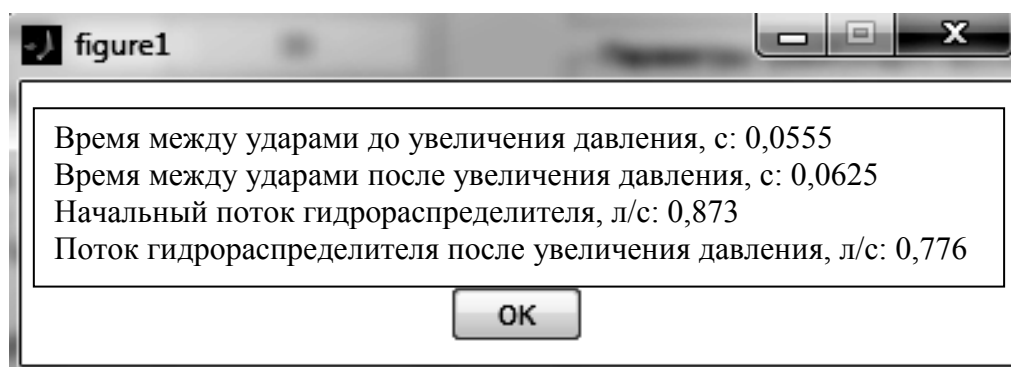 figure1
Время между ударами до увеличения давления, с: 0,0555
Время между ударами после увеличения давления, с: 0,0625
Начальный поток гидрораспределителя, л/с: 0,873
Поток гидрораспределителя после увеличения давления, л/с: 0,776
OK